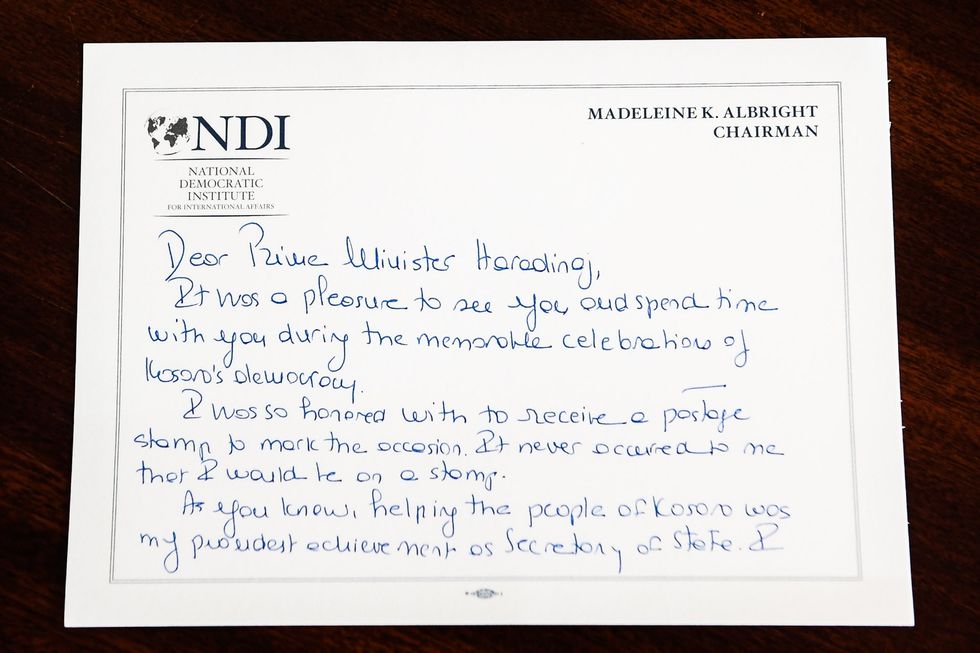 NDI
NATIONAL
DEMOCRATIC
INSTITUTE
FOR INTERNATIONAL AFFAIRS
MADELEINE K. ALBRIGHT
CHAIRMAN
Dear Prime Minister Haradinaj,
It was a pleasure to see you and spend time
with you during the memorable celebration of
Kosovo's democracy.
I was so honored with to receive a postage
stamp to mark the occasion. It never occurred to me
that I would be on a stamp.
As you know, helping the people of Kosovo was
my proudest achievement as Secretary of State. I